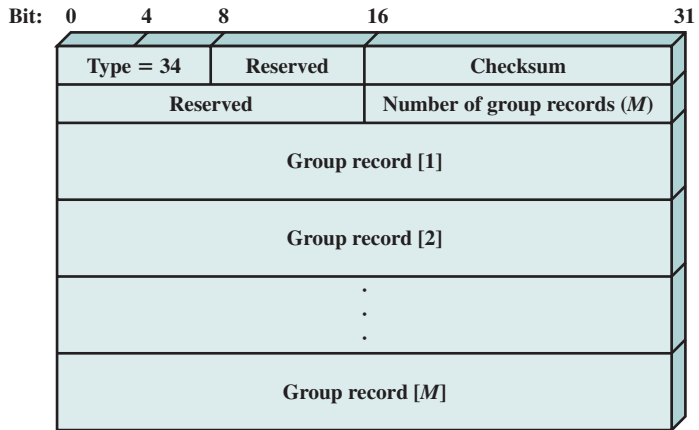 Bit: 0 4 8 16 31
Type = 34 Reserved Checksum
Reserved Number of group records (M)
Group record [1]
Group record [2]
.
.
.
Group record [M]